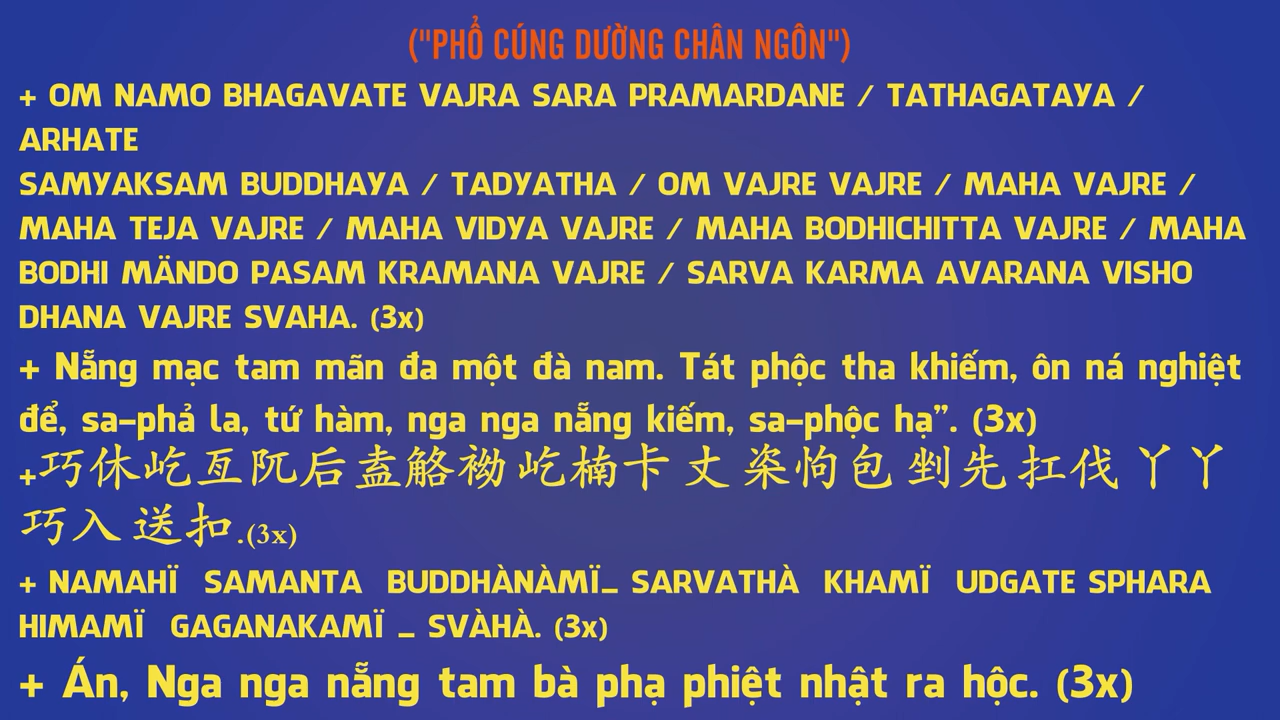 ("PHỔ CÚNG DƯỜNG CHÂN NGÔN")
+ OM NAMO BHAGAVATE VAJRA SARA PRAMARDANE / TATHAGATAYA /
ARHATE
SAMYAKSAM BUDDHAYA / TADYATHA / OM VAJRE VAJRE / MAHA VAJRE /
MAHA TEJA VAJRE / MAHA VIDYA VAJRE / MAHA BODHICHITTA VAJRE / MAHA
BODHI MÄNDO PASAM KRAMANA VAJRE / SARVA KARMA AVARANA VISHO
DHANA VAJRE SVAHA. (3x)
+ Nẵng mạc tam mãn đa một đà nam. Tát phộc tha khiếm, ôn ná nghiệt
để, sa-phả la, tứ hàm, nga nga nẵng kiếm, sa-phộc hạ”. (3x)
+巧休屹亙阢后盍觡袎屹楠卡丈 栥恦包 剉先扛伐 丫丫
巧入送扣.(3x)
+ NAMAHÏ SAMANTA BUDDHÀNÀMÏ_ SARVATHÀ KHAMÏ UDGATE SPHARA
HIMAMÏ GAGANAKAMÏ _ SVÀHÀ. (3x)
+ Án, Nga nga nẵng tam bà phạ phiệt nhật ra hộc. (3x)